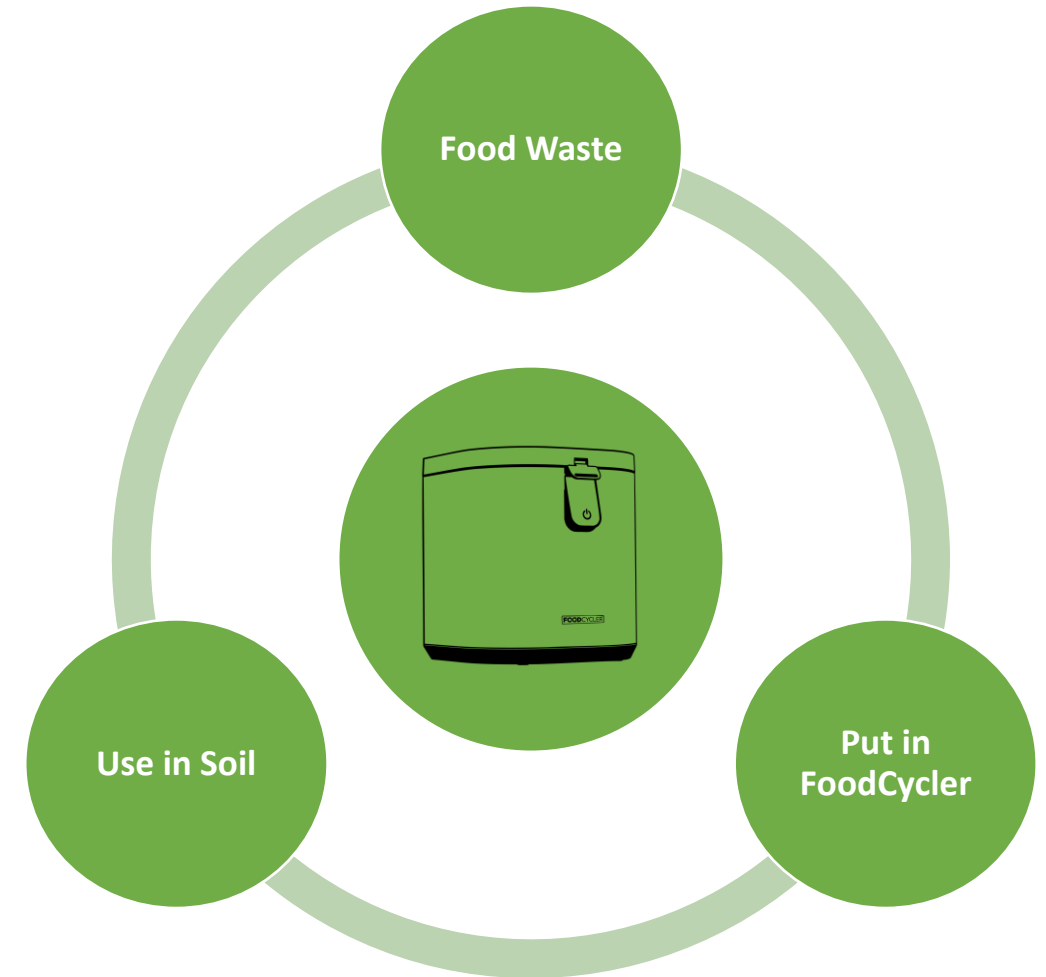 Food Waste
FOODCYCLER
Use in Soil
Put in
FoodCycler